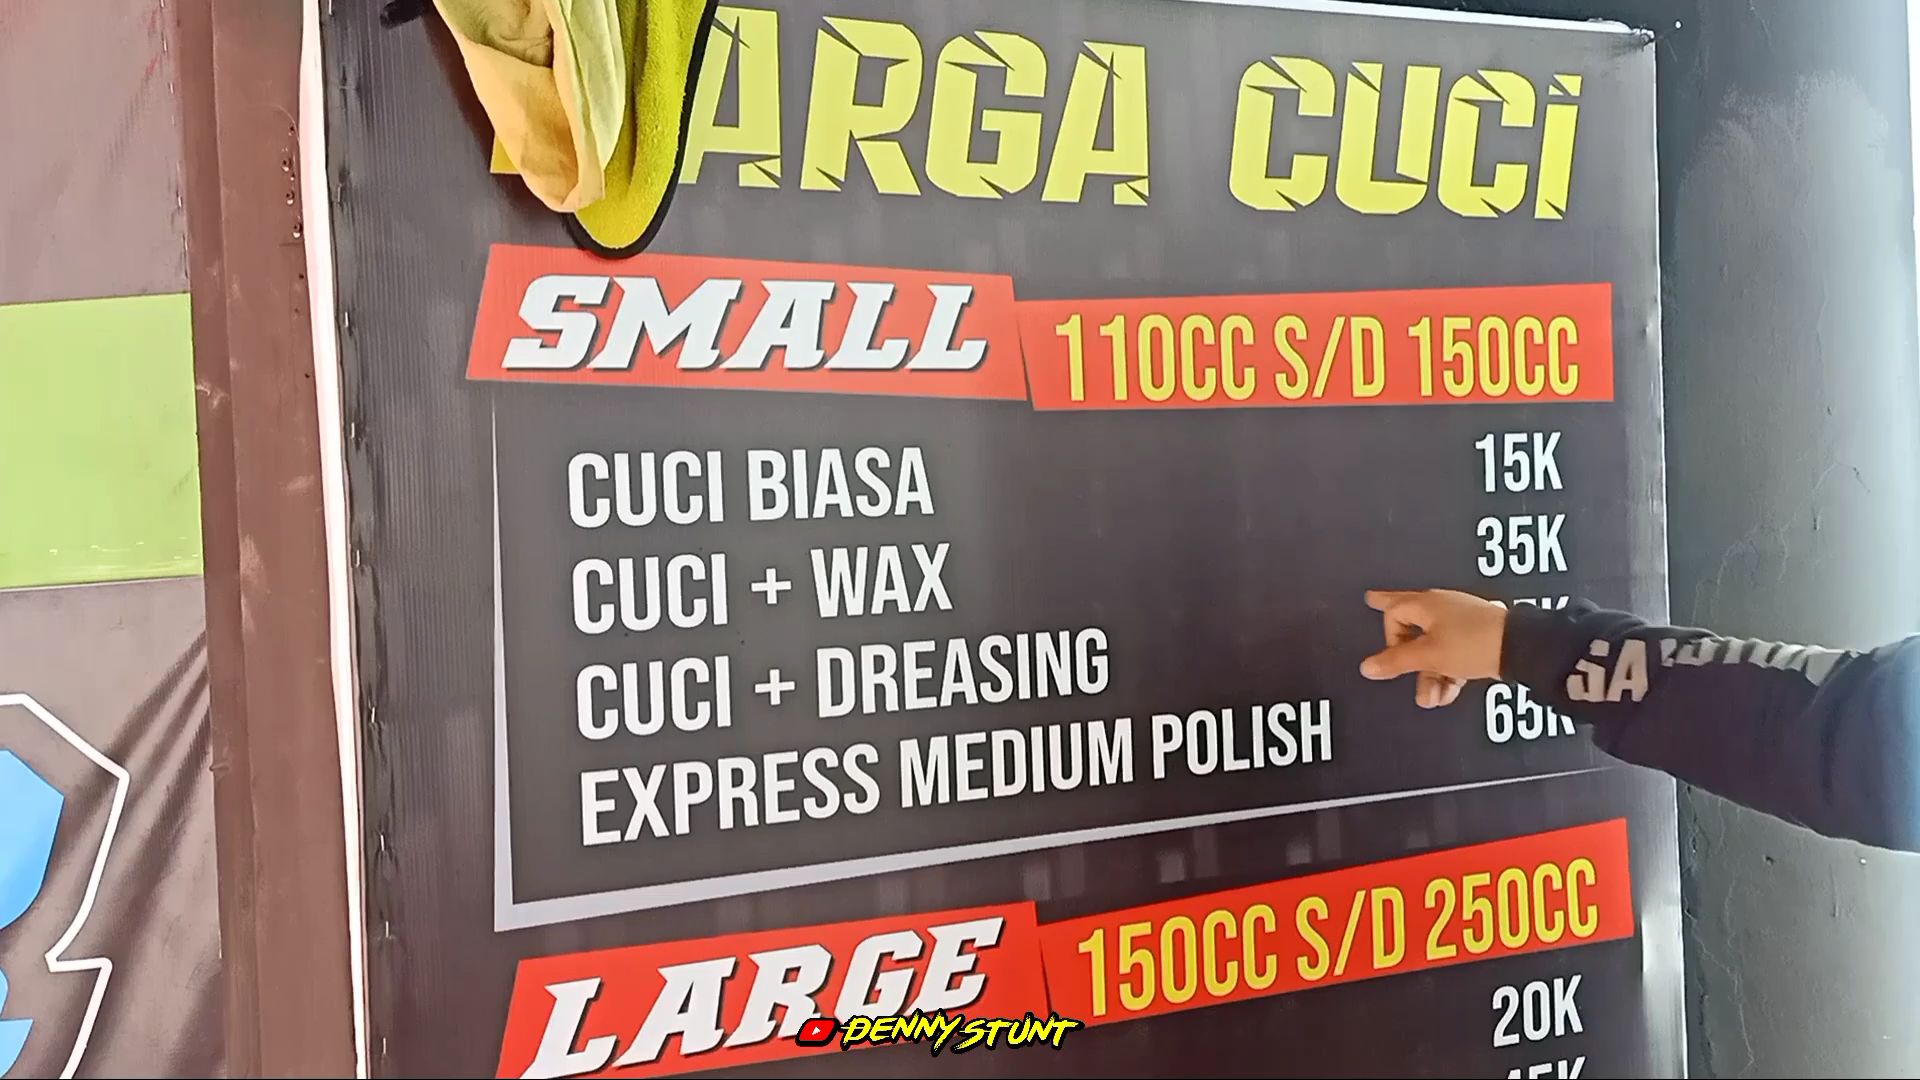 ARGA CUCI
SMALL 110CC S/D 150CC
CUCI BIASA 15K
CUCI + WAX 35K
CUCI + DREASING
EXPRESS MEDIUM POLISH 65K
LARGE 150CC S/D 250CC
20K
DENNY STUNT